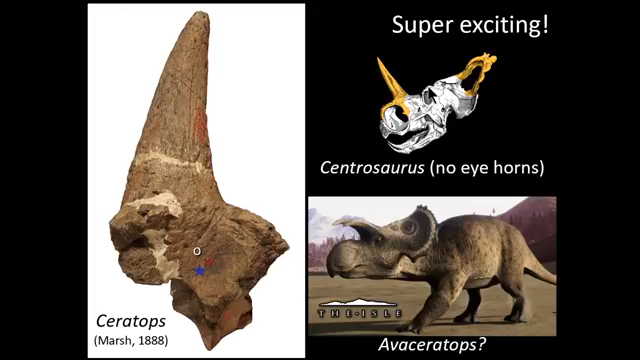 Super exciting!
Centrosaurus (no eye horns)
O
Ceratops
(Marsh, 1888)
THE·ISLE
Avaceratops?